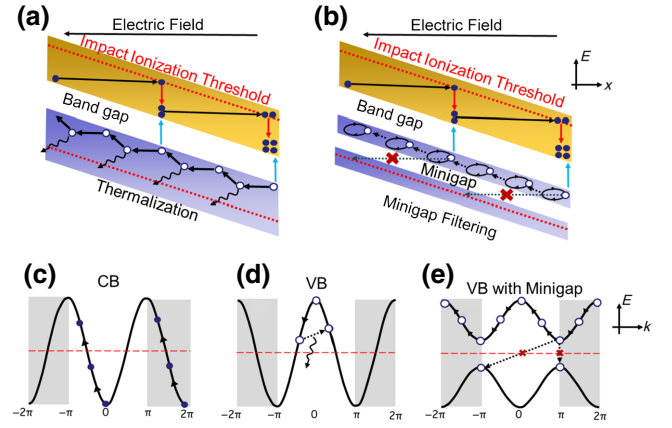 (a)
Electric Field
Impact Ionization Threshold
Band gap
Thermalization
(b)
Electric Field
Impact Ionization Threshold
Band gap
Minigap
Minigap Filtering
E
x
(c)
CB
−2π −π 0 π 2π
(d)
VB
−2π −π 0 π 2π
(e)
VB with Minigap
−2π −π 0 π 2π
E
k